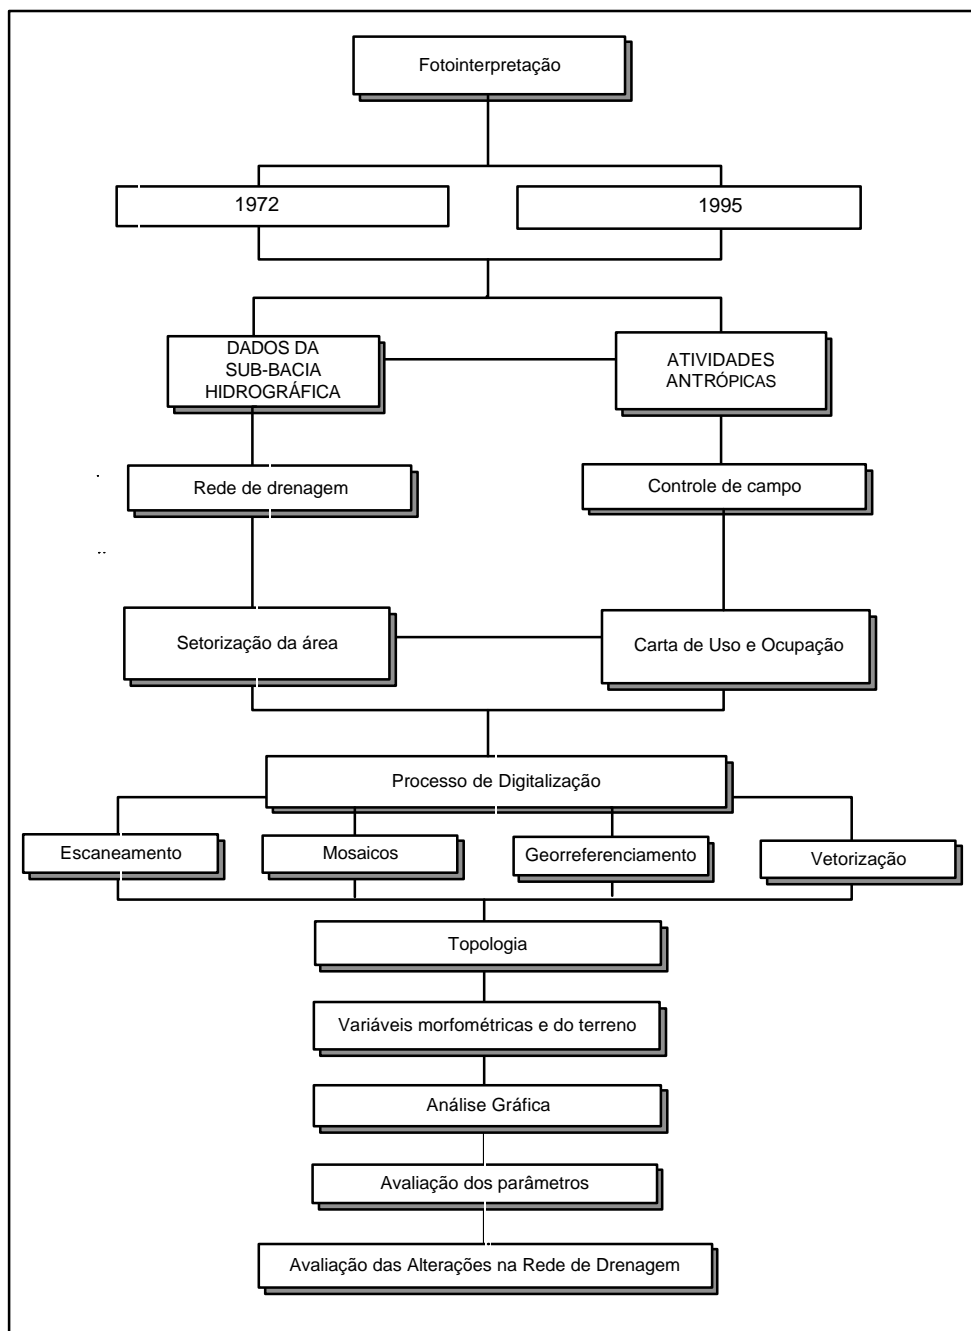 Fotointerpretação
1972
1995
DADOS DA
SUB-BACIA
HIDROGRÁFICA
ATIVIDADES
ANTRÓPICAS
Rede de drenagem
Controle de campo
Setorização da área
Carta de Uso e Ocupação
Processo de Digitalização
Escaneamento
Mosaicos
Georreferenciamento
Vetorização
Topologia
Variáveis morfométricas e do terreno
Análise Gráfica
Avaliação dos parâmetros
Avaliação das Alterações na Rede de Drenagem